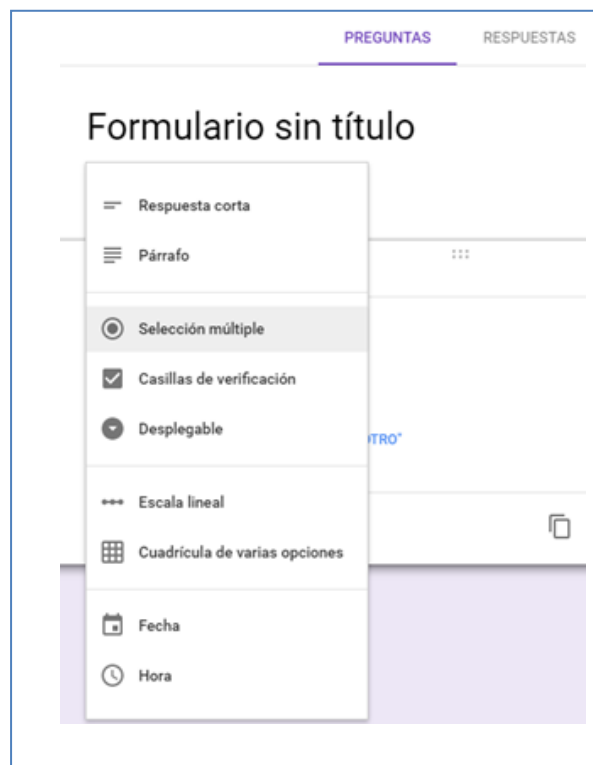 PREGUNTAS RESPUESTAS
Formulario sin título
Respuesta corta
Párrafo
Selección múltiple
Casillas de verificación
Desplegable
OTRO"
Escala lineal
Cuadrícula de varias opciones
Fecha
Hora